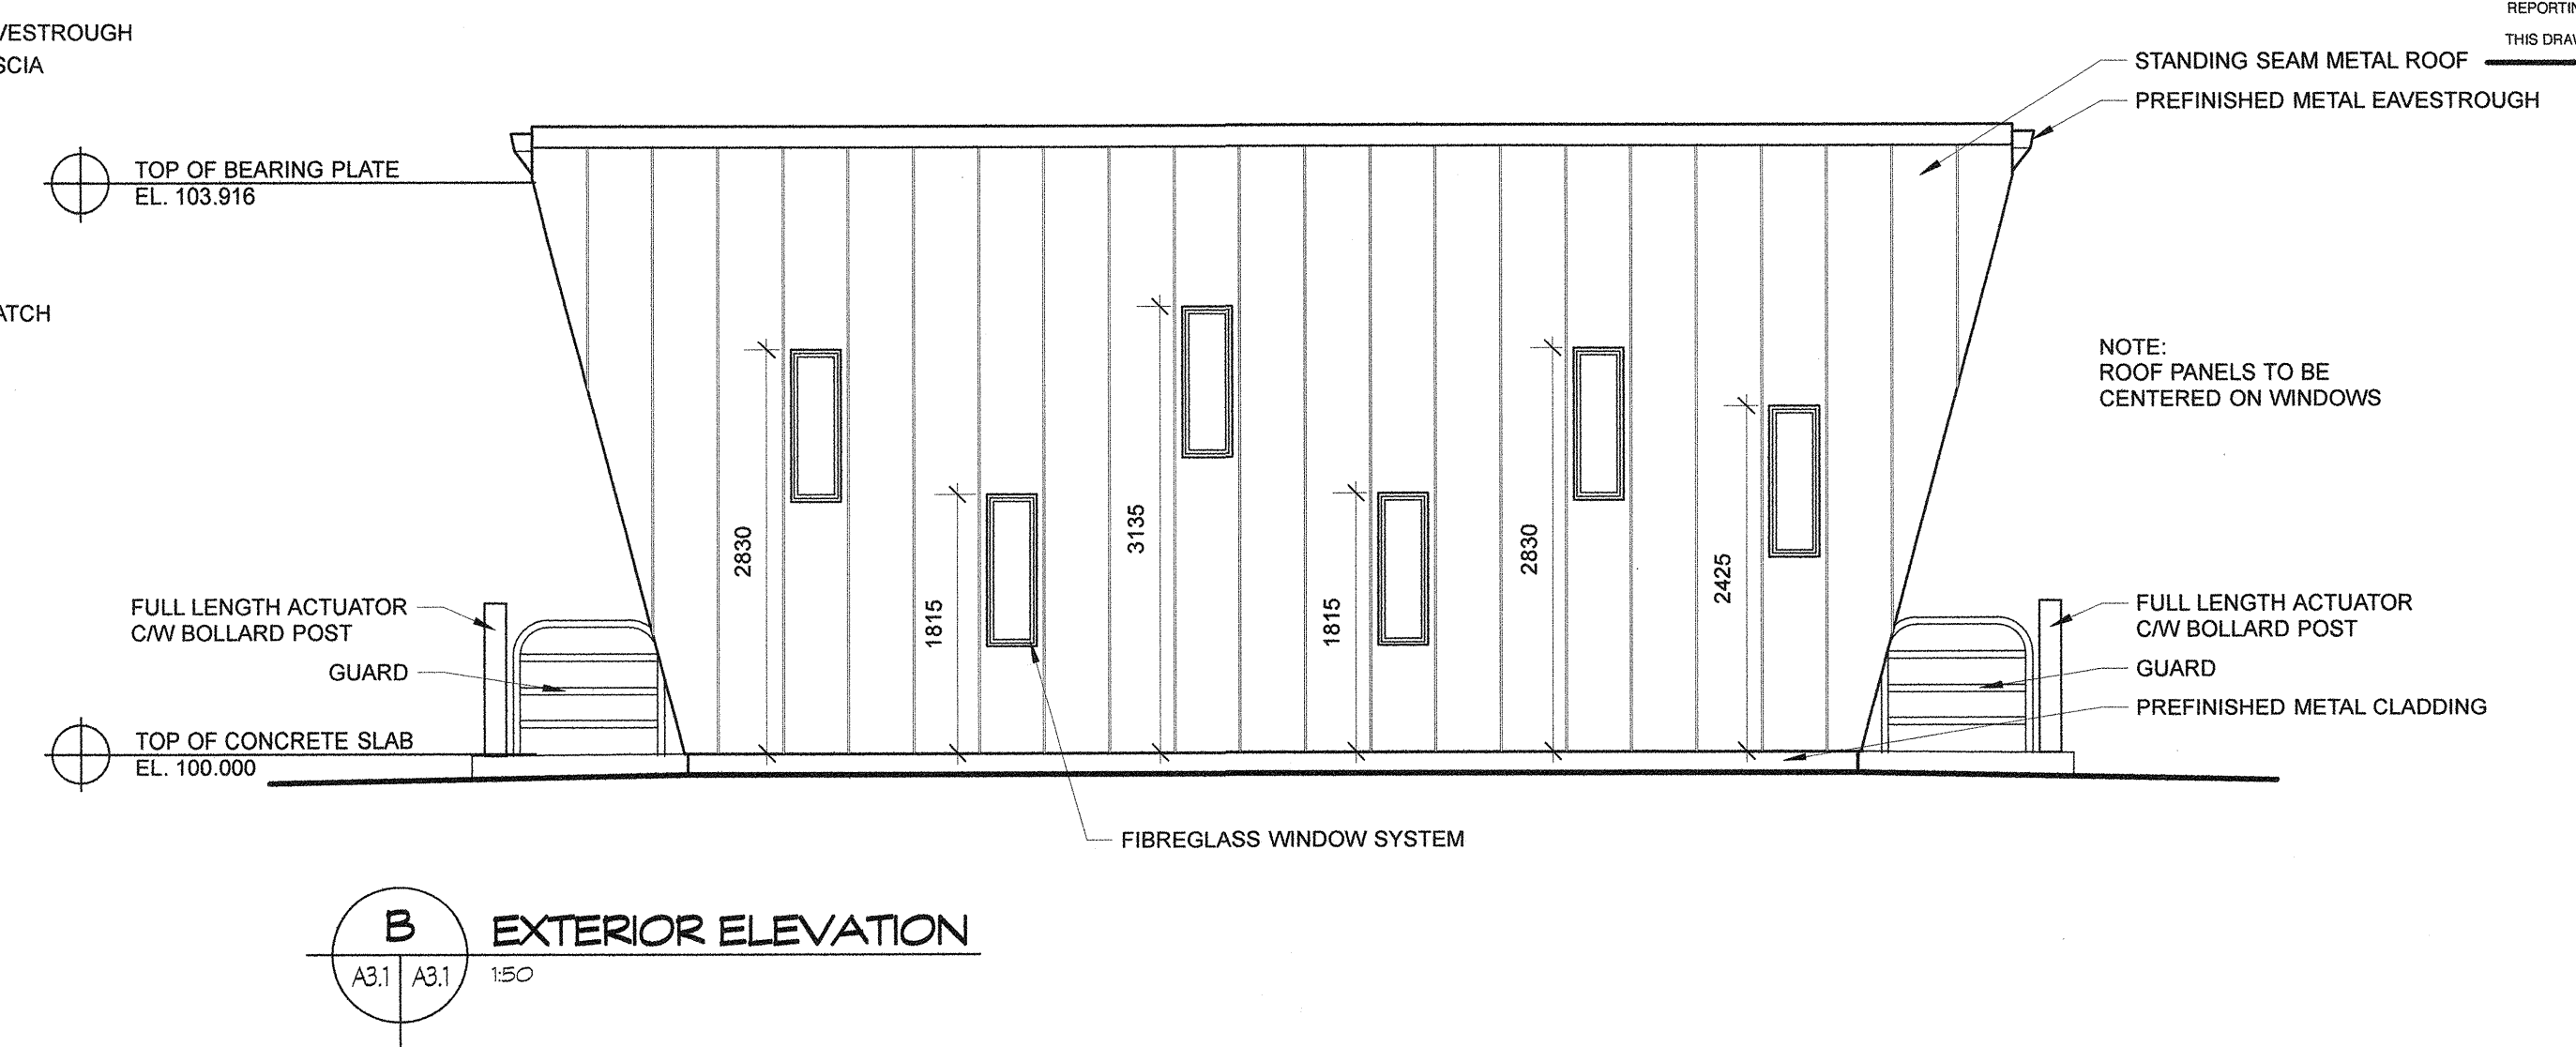 VESTROUGH
SCIA
ATCH
REPORTIN
THIS DRAW
STANDING SEAM METAL ROOF
PREFINISHED METAL EAVESTROUGH
TOP OF BEARING PLATE
EL. 103.916
NOTE:
ROOF PANELS TO BE
CENTERED ON WINDOWS
2830
1815
3135
1815
2830
2425
FULL LENGTH ACTUATOR
C/W BOLLARD POST
GUARD
FULL LENGTH ACTUATOR
C/W BOLLARD POST
GUARD
PREFINISHED METAL CLADDING
TOP OF CONCRETE SLAB
EL. 100.000
FIBREGLASS WINDOW SYSTEM
B
A3.1 A3.1
EXTERIOR ELEVATION
1:50